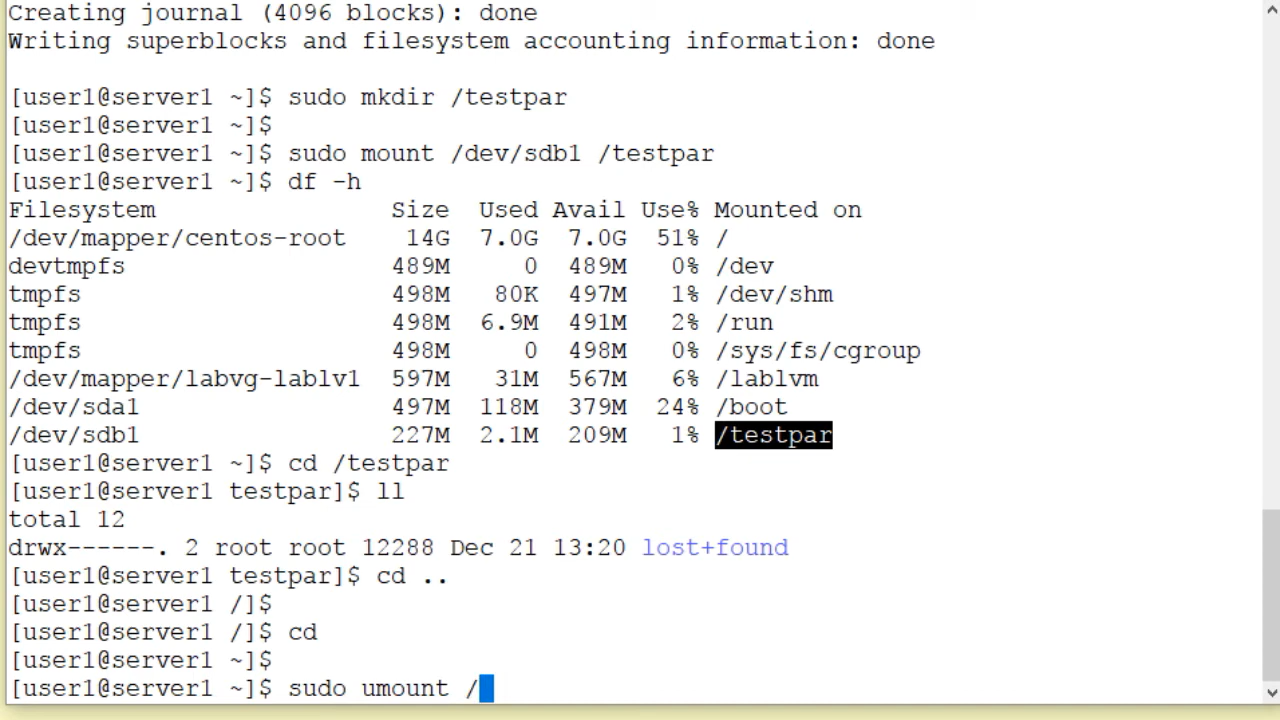 Creating journal (4096 blocks): done
Writing superblocks and filesystem accounting information: done
[user1@server1 ~]$ sudo mkdir /testpar
[user1@server1 ~]$
[user1@server1 ~]$ sudo mount /dev/sdb1 /testpar
[user1@server1 ~]$ df -h
Filesystem Size Used Avail Use% Mounted on
/dev/mapper/centos-root 14G 7.0G 7.0G 51% /
devtmpfs 489M 0 489M 0% /dev
tmpfs 498M 80K 497M 1% /dev/shm
tmpfs 498M 6.9M 491M 2% /run
tmpfs 498M 0 498M 0% /sys/fs/cgroup
/dev/mapper/labvg-lablv1 597M 31M 567M 6% /lablvm
/dev/sda1 497M 118M 379M 24% /boot
/dev/sdb1 227M 2.1M 209M 1% /testpar
[user1@server1 ~]$ cd /testpar
[user1@server1 testpar]$ ll
total 12
drwx------. 2 root root 12288 Dec 21 13:20 lost+found
[user1@server1 testpar]$ cd ..
[user1@server1 /]$
[user1@server1 /]$ cd
[user1@server1 ~]$
[user1@server1 ~]$ sudo umount /